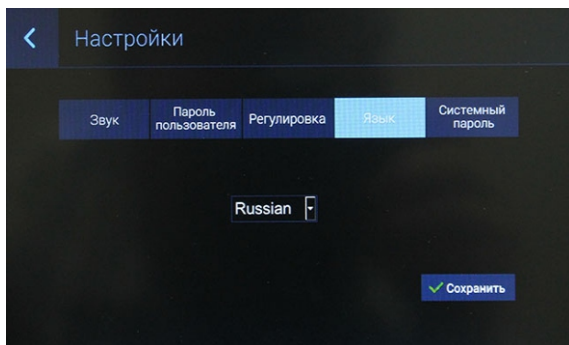 Настройки
Звук
Пароль
пользователя
Регулировка
Язык
Системный
пароль
Russian
Сохранить